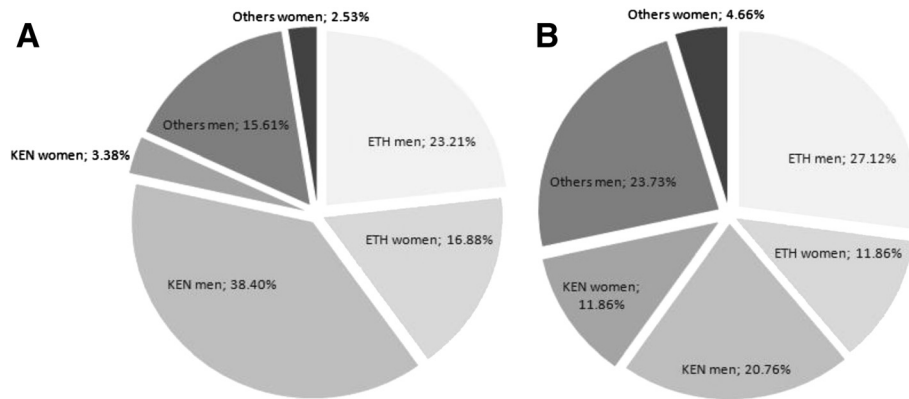 A
Others women; 2.53%
ETH men; 23.21%
ETH women; 16.88%
KEN men; 38.40%
KEN women; 3.38%
Others men; 15.61%
B
Others women; 4.66%
ETH men; 27.12%
ETH women; 11.86%
KEN men; 20.76%
KEN women;
11.86%
Others men; 23.73%